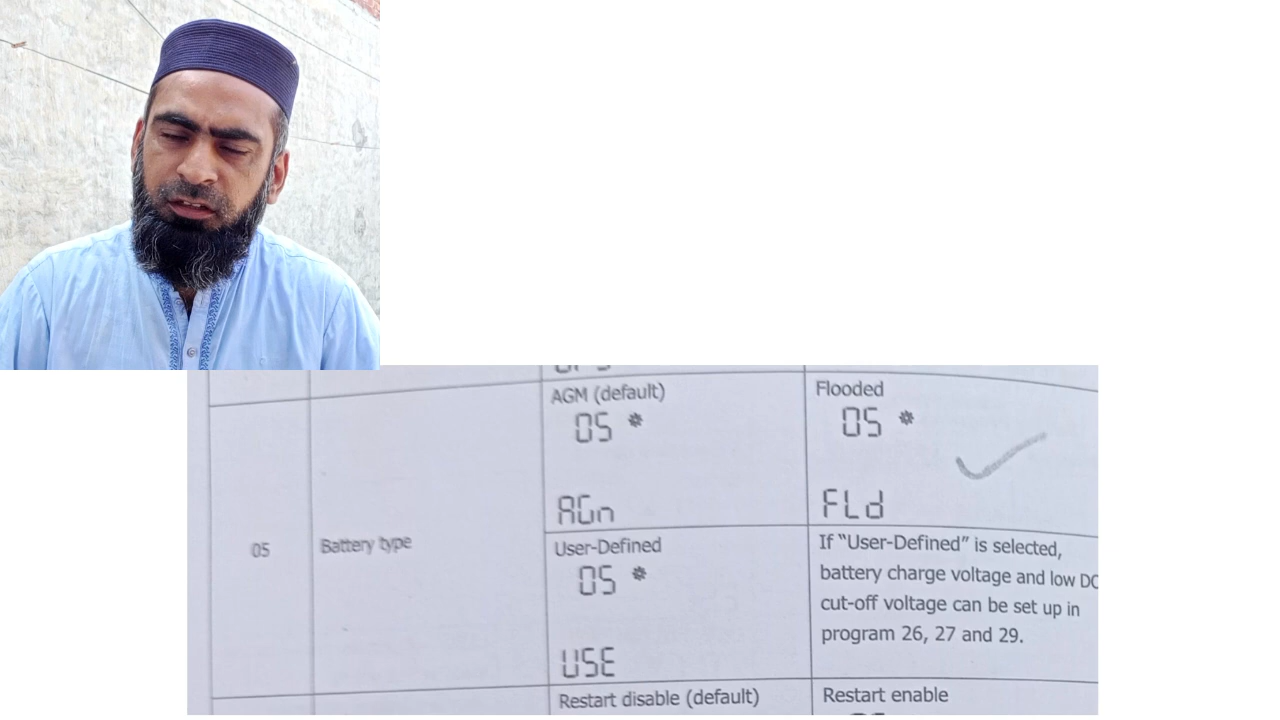 AGM (default)
05
AGn
Flooded
05
FLd
05
Battery type
User-Defined
05
USE
If “User-Defined” is selected,
battery charge voltage and low DC
cut-off voltage can be set up in
program 26, 27 and 29.
Restart disable (default)
Restart enable